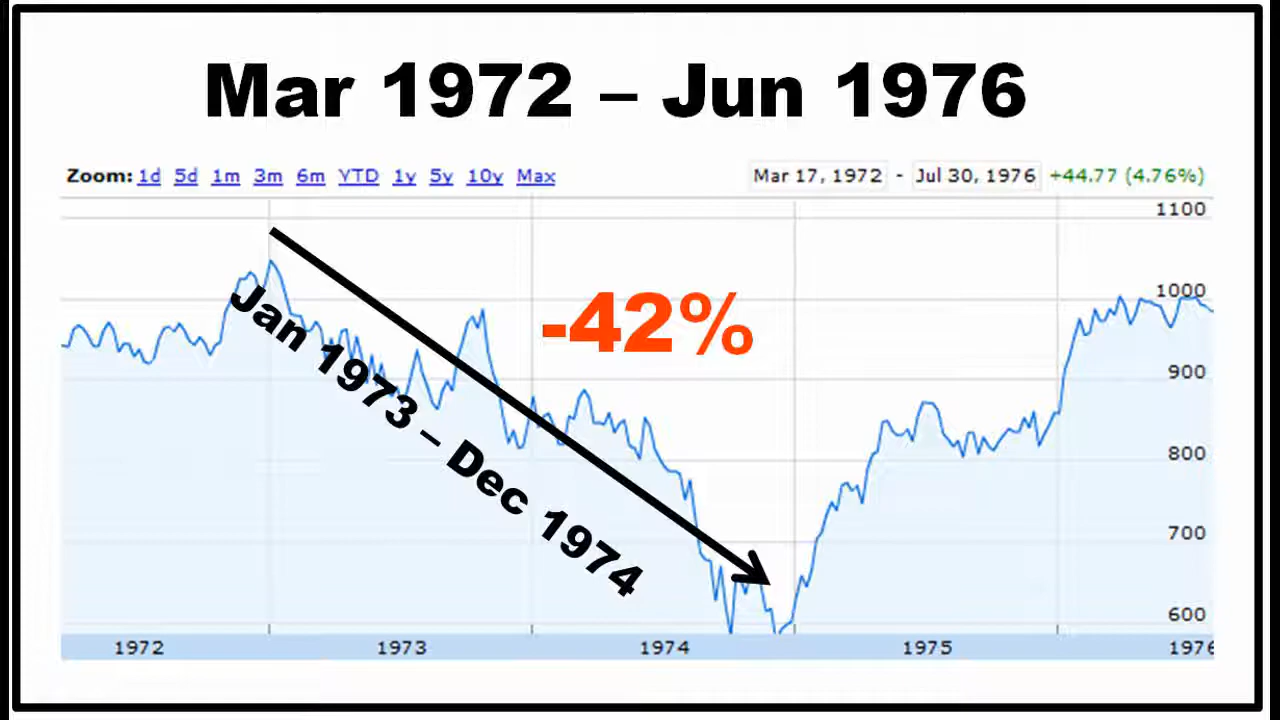 Mar 1972 – Jun 1976
Zoom: 1d 5d 1m 3m 6m YTD 1y 5y 10y Max
Mar 17, 1972 - Jul 30, 1976 +44.77 (4.76%)
1100
1000
-42%
Jan 1973 – Dec 1974
900
800
700
600
1972 1973 1974 1975 1976